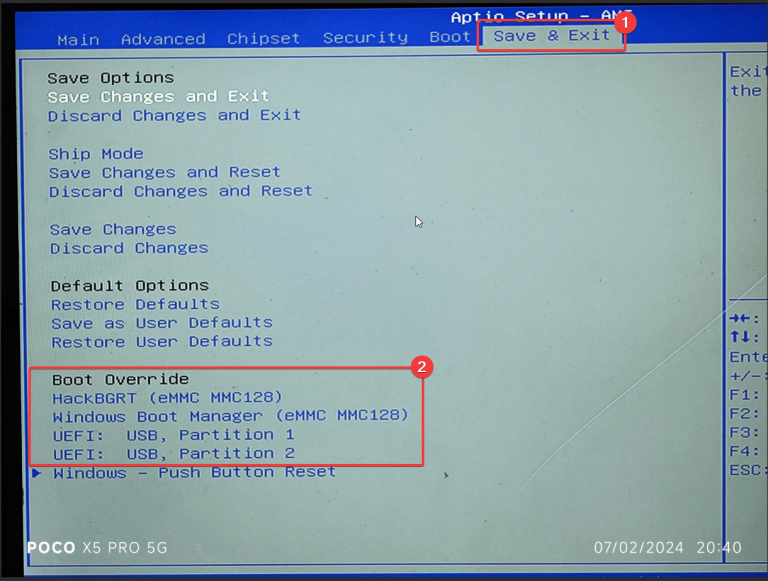 Aptio Setup - AMI
1
Main Advanced Chipset Security Boot Save & Exit
Save Options
Save Changes and Exit
Discard Changes and Exit
Ship Mode
Save Changes and Reset
Discard Changes and Reset
Save Changes
Discard Changes
Default Options
Restore Defaults
Save as User Defaults
Restore User Defaults
2
Boot Override
HackBGRT (eMMC MMC128)
Windows Boot Manager (eMMC MMC128)
UEFI: USB, Partition 1
UEFI: USB, Partition 2
Windows - Push Button Reset
Exit
the
→←:
↑↓:
Ente
+/-:
F1:
F2:
F3:
F4:
ESC:
POCO X5 PRO 5G
07/02/2024 20:40